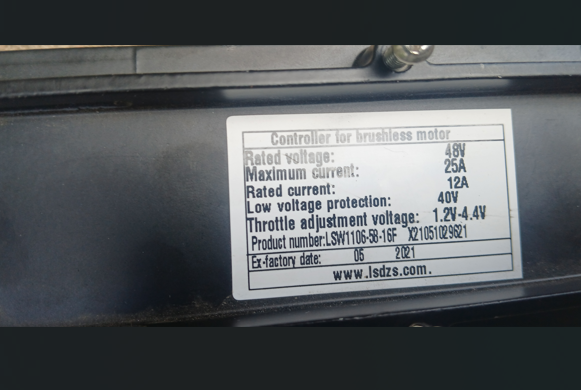 Controller for brushless motor
Rated voltage: 48V
Maximum current: 25A
Rated current: 12A
Low voltage protection: 40V
Throttle adjustment voltage: 1.2V-4.4V
Product number:LSW1106-58-16F X21051029621
Ex-factory date: 06 2021
www.lsdzs.com.